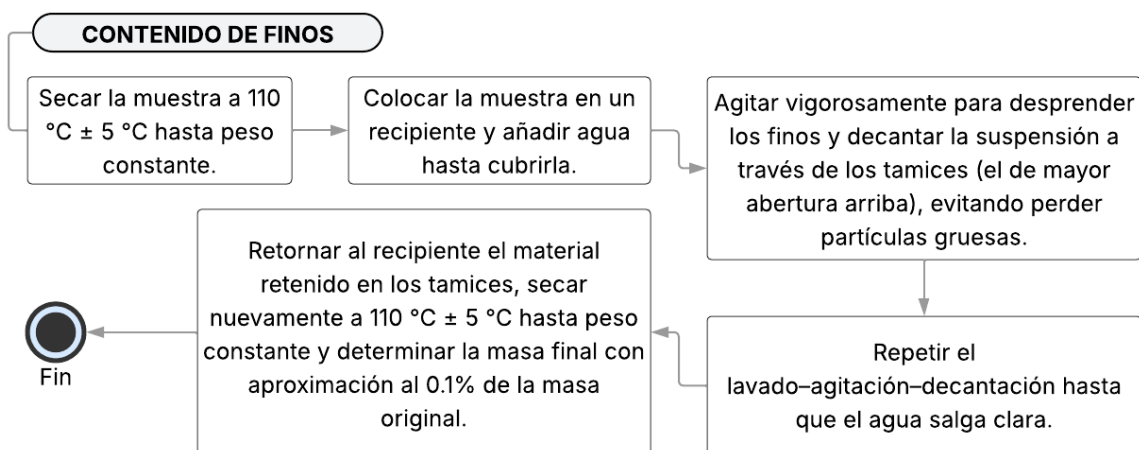 CONTENIDO DE FINOS
Secar la muestra a 110
°C ± 5 °C hasta peso
constante.
Colocar la muestra en un
recipiente y añadir agua
hasta cubrirla.
Agitar vigorosamente para desprender
los finos y decantar la suspensión a
través de los tamices (el de mayor
abertura arriba), evitando perder
partículas gruesas.
Repetir el
lavado–agitación–decantación hasta
que el agua salga clara.
Retornar al recipiente el material
retenido en los tamices, secar
nuevamente a 110 °C ± 5 °C hasta peso
constante y determinar la masa final con
aproximación al 0.1% de la masa
original.
Fin